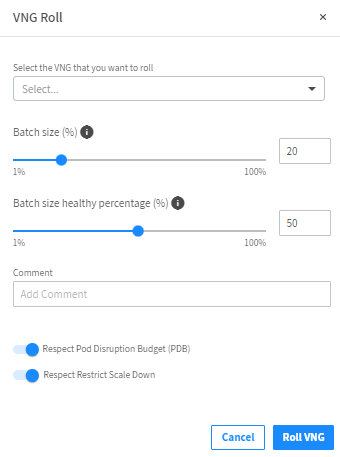 VNG Roll
×
Select the VNG that you want to roll
Select...
Batch size (%) i
20
1% 100%
Batch size healthy percentage (%) i
50
1% 100%
Comment
Add Comment
Respect Pod Disruption Budget (PDB)
Respect Restrict Scale Down
Cancel Roll VNG